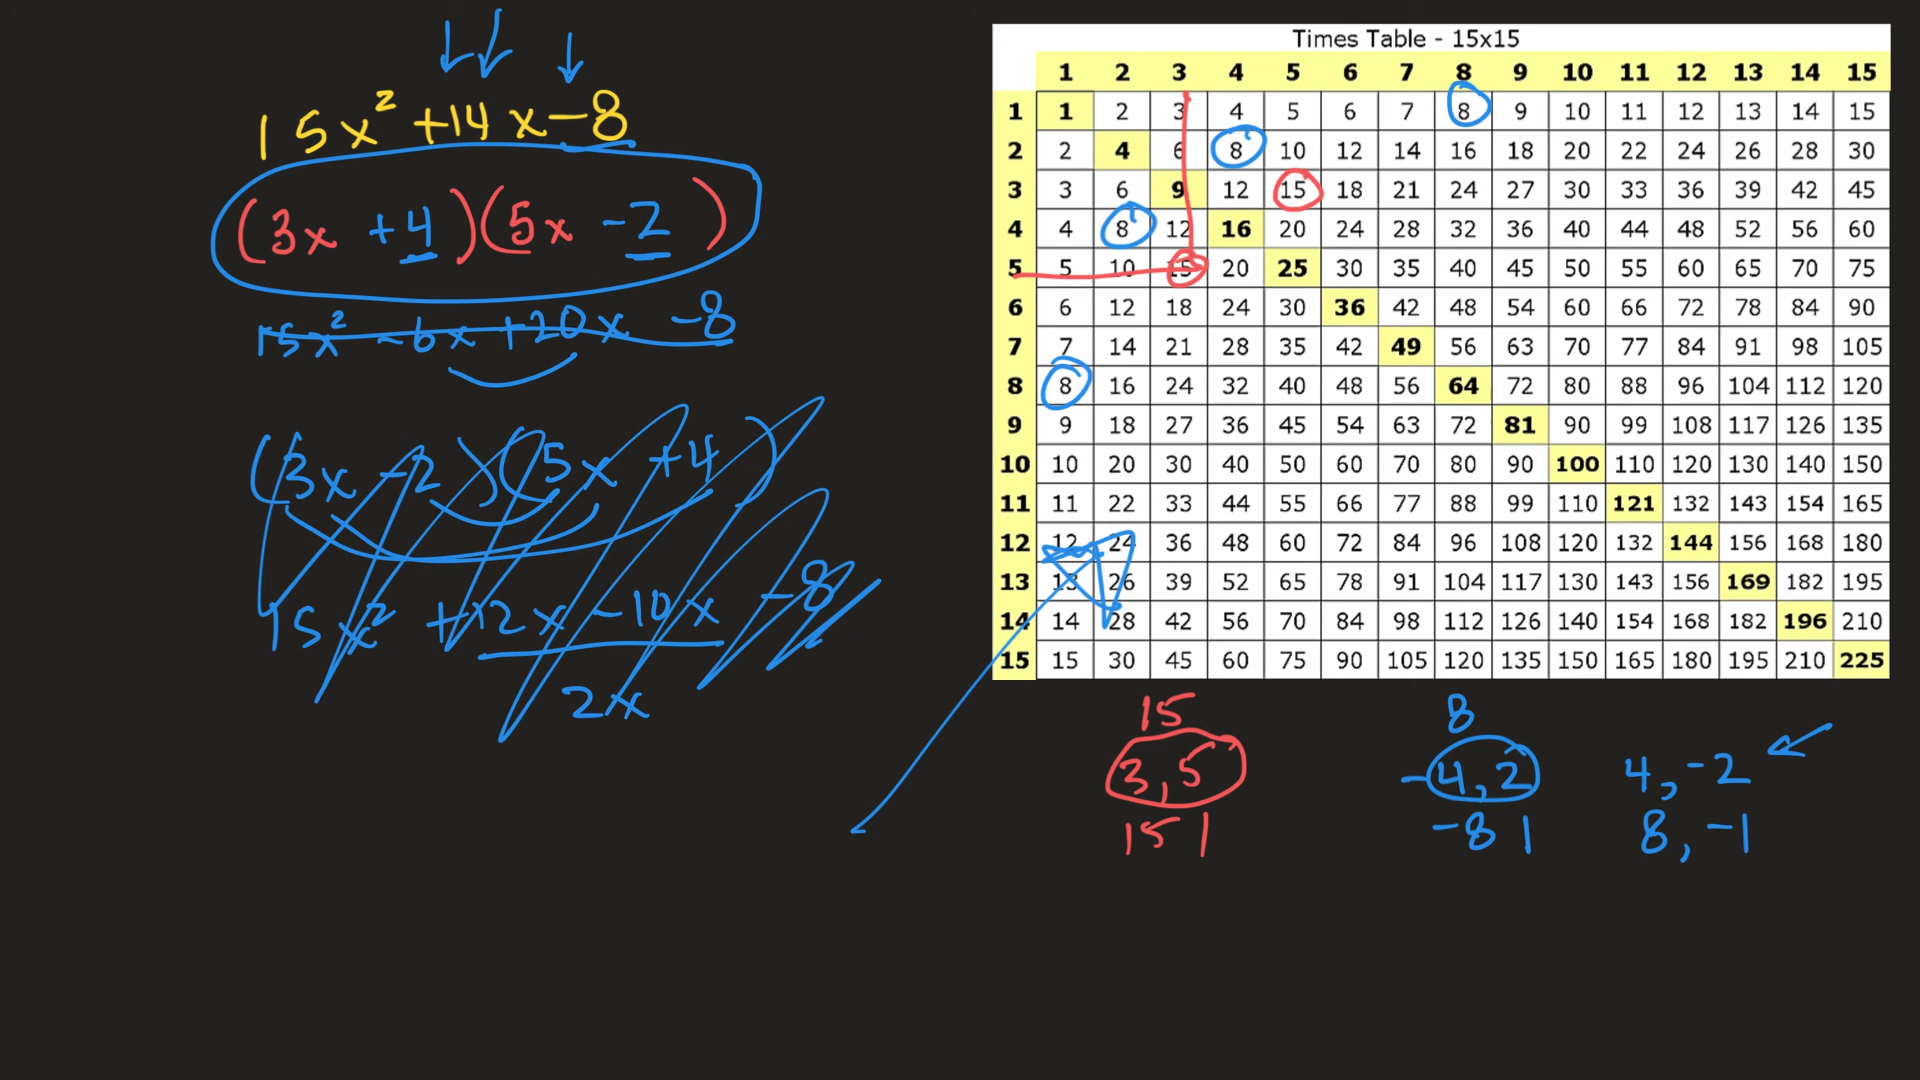 15x² +14x -8
(3x +4)(5x -2)
15x² -6x +20x -8
(3x -2)(5x +4)
15x² +12x -10x -8
2x
Times Table - 15x15
1 2 3 4 5 6 7 8 9 10 11 12 13 14 15
1 1 2 3 4 5 6 7 8 9 10 11 12 13 14 15
2 2 4 6 8 10 12 14 16 18 20 22 24 26 28 30
3 3 6 9 12 15 18 21 24 27 30 33 36 39 42 45
4 4 8 12 16 20 24 28 32 36 40 44 48 52 56 60
5 5 10 15 20 25 30 35 40 45 50 55 60 65 70 75
6 6 12 18 24 30 36 42 48 54 60 66 72 78 84 90
7 7 14 21 28 35 42 49 56 63 70 77 84 91 98 105
8 8 16 24 32 40 48 56 64 72 80 88 96 104 112 120
9 9 18 27 36 45 54 63 72 81 90 99 108 117 126 135
10 10 20 30 40 50 60 70 80 90 100 110 120 130 140 150
11 11 22 33 44 55 66 77 88 99 110 121 132 143 154 165
12 12 24 36 48 60 72 84 96 108 120 132 144 156 168 180
13 13 26 39 52 65 78 91 104 117 130 143 156 169 182 195
14 14 28 42 56 70 84 98 112 126 140 154 168 182 196 210
15 15 30 45 60 75 90 105 120 135 150 165 180 195 210 225
15
3, 5
15 1
8
-4, 2
-8 1
4, -2
8, -1